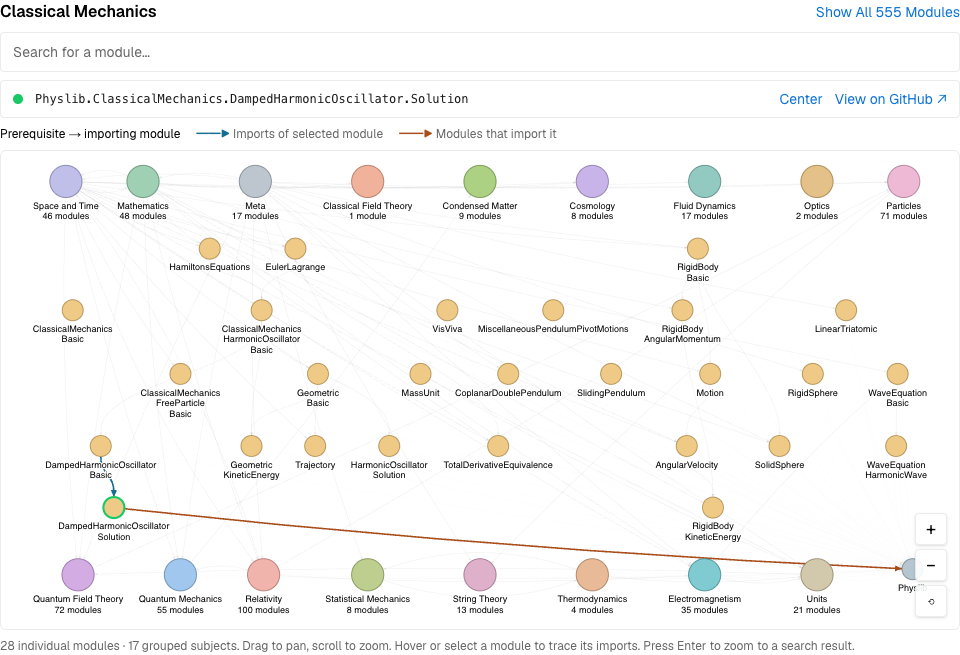 Classical Mechanics
Show All 555 Modules
Search for a module…
Physlib.ClassicalMechanics.DampedHarmonicOscillator.Solution
Center View on GitHub ↗
Prerequisite → importing module
Imports of selected module
Modules that import it
Space and Time
46 modules
Mathematics
48 modules
Meta
17 modules
Classical Field Theory
1 module
Condensed Matter
9 modules
Cosmology
8 modules
Fluid Dynamics
17 modules
Optics
2 modules
Particles
71 modules
HamiltonsEquations
EulerLagrange
RigidBody
Basic
ClassicalMechanics
Basic
ClassicalMechanics
HarmonicOscillator
Basic
VisViva
MiscellaneousPendulumPivotMotions
RigidBody
AngularMomentum
LinearTriatomic
ClassicalMechanics
FreeParticle
Basic
Geometric
Basic
MassUnit
CoplanarDoublePendulum
SlidingPendulum
Motion
RigidSphere
WaveEquation
Basic
DampedHarmonicOscillator
Basic
Geometric
KineticEnergy
Trajectory
HarmonicOscillator
Solution
TotalDerivativeEquivalence
AngularVelocity
SolidSphere
WaveEquation
HarmonicWave
DampedHarmonicOscillator
Solution
RigidBody
KineticEnergy
Quantum Field Theory
72 modules
Quantum Mechanics
55 modules
Relativity
100 modules
Statistical Mechanics
8 modules
String Theory
13 modules
Thermodynamics
4 modules
Electromagnetism
35 modules
Units
21 modules
+
−
28 individual modules · 17 grouped subjects. Drag to pan, scroll to zoom. Hover or select a module to trace its imports. Press Enter to zoom to a search result.